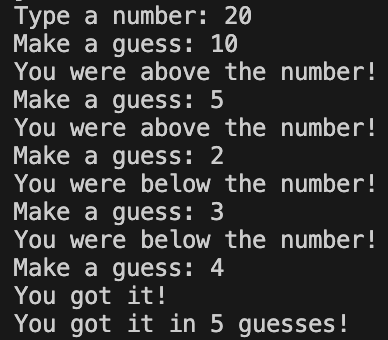 Type a number: 20
Make a guess: 10
You were above the number!
Make a guess: 5
You were above the number!
Make a guess: 2
You were below the number!
Make a guess: 3
You were below the number!
Make a guess: 4
You got it!
You got it in 5 guesses!